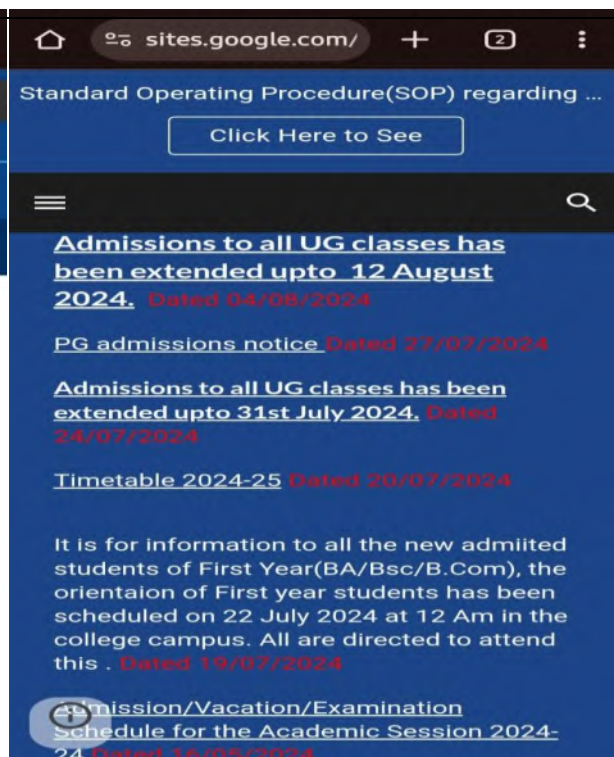 sites.google.com/
2
Standard Operating Procedure(SOP) regarding ...
Click Here to See
Admissions to all UG classes has
been extended upto 12 August
2024. Dated 04/08/2024
PG admissions notice Dated 27/07/2024
Admissions to all UG classes has been
extended upto 31st July 2024. Dated
24/07/2024
Timetable 2024-25 Dated 20/07/2024
It is for information to all the new admiited
students of First Year(BA/Bsc/B.Com), the
orientaion of First year students has been
scheduled on 22 July 2024 at 12 Am in the
college campus. All are directed to attend
this . Dated 19/07/2024
Admission/Vacation/Examination
Schedule for the Academic Session 2024-
24 Dated 16/05/2024